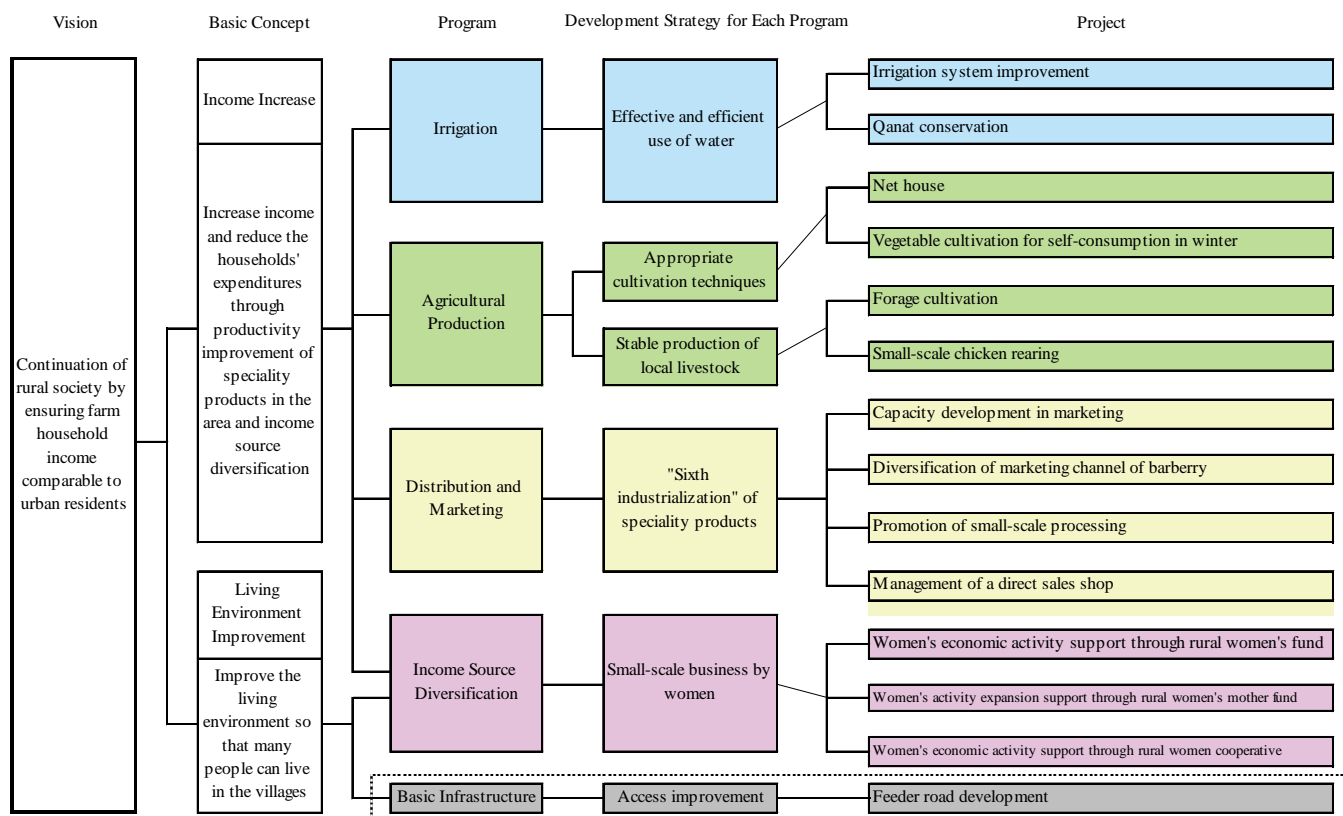 Vision
Basic Concept
Program
Development Strategy for Each Program
Project
Continuation of
rural society by
ensuring farm
household
income
comparable to
urban residents
Income Increase
Increase income
and reduce the
households'
expenditures
through
productivity
improvement of
speciality
products in the
area and income
source
diversification
Living
Environment
Improvement
Improve the
living
environment so
that many
people can live
in the villages
Irrigation
Effective and efficient
use of water
Irrigation system improvement
Qanat conservation
Agricultural
Production
Appropriate
cultivation techniques
Net house
Vegetable cultivation for self-consumption in winter
Stable production of
local livestock
Forage cultivation
Small-scale chicken rearing
Distribution and
Marketing
"Sixth
industrialization" of
speciality products
Capacity development in marketing
Diversification of marketing channel of barberry
Promotion of small-scale processing
Management of a direct sales shop
Income Source
Diversification
Small-scale business by
women
Women's economic activity support through rural women's fund
Women's activity expansion support through rural women's mother fund
Women's economic activity support through rural women cooperative
Basic Infrastructure
Access improvement
Feeder road development